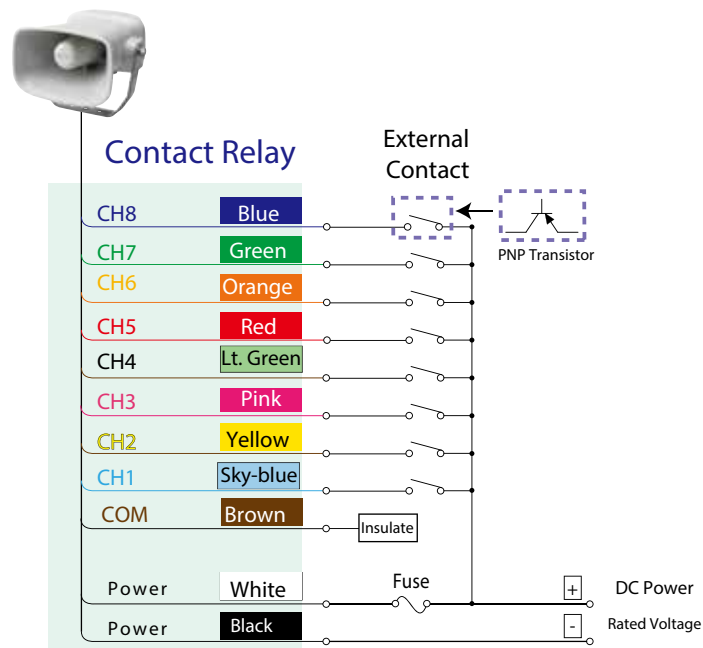 Contact Relay
External
Contact
CH8 Blue
PNP Transistor
CH7 Green
CH6 Orange
CH5 Red
CH4 Lt. Green
CH3 Pink
CH2 Yellow
CH1 Sky-blue
COM Brown Insulate
Power White Fuse + DC Power
Power Black - Rated Voltage